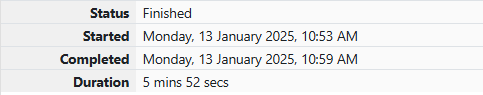 Status Finished
Started Monday, 13 January 2025, 10:53 AM
Completed Monday, 13 January 2025, 10:59 AM
Duration 5 mins 52 secs